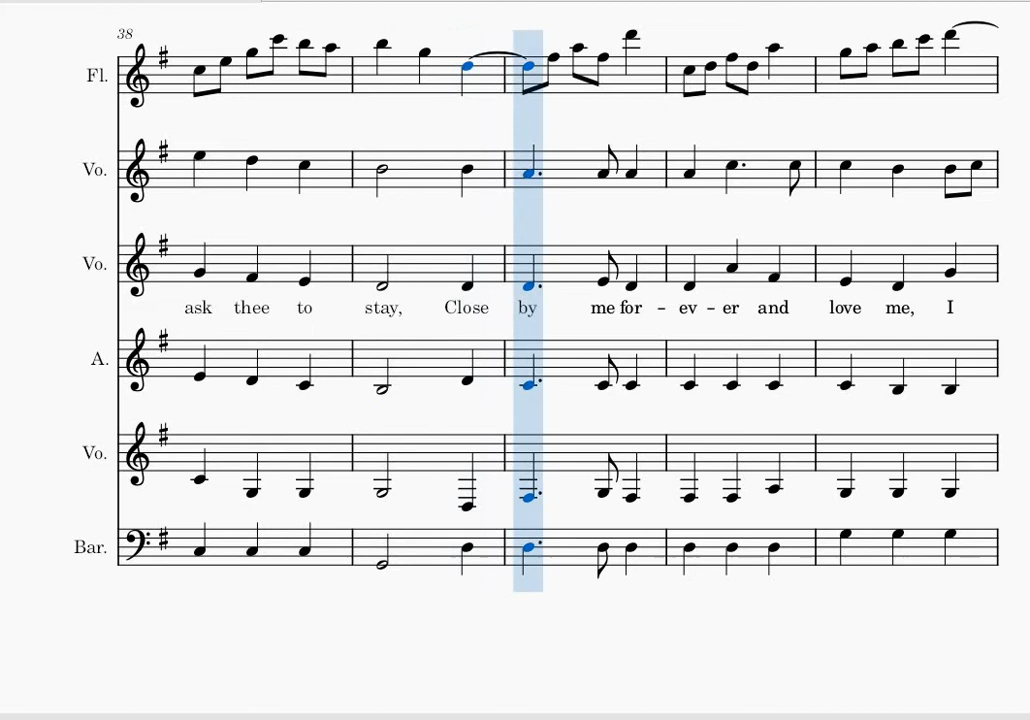 38
Fl.
Vo.
Vo.
ask thee to stay, Close by me for - ev - er and love me, I
A.
Vo.
Bar.